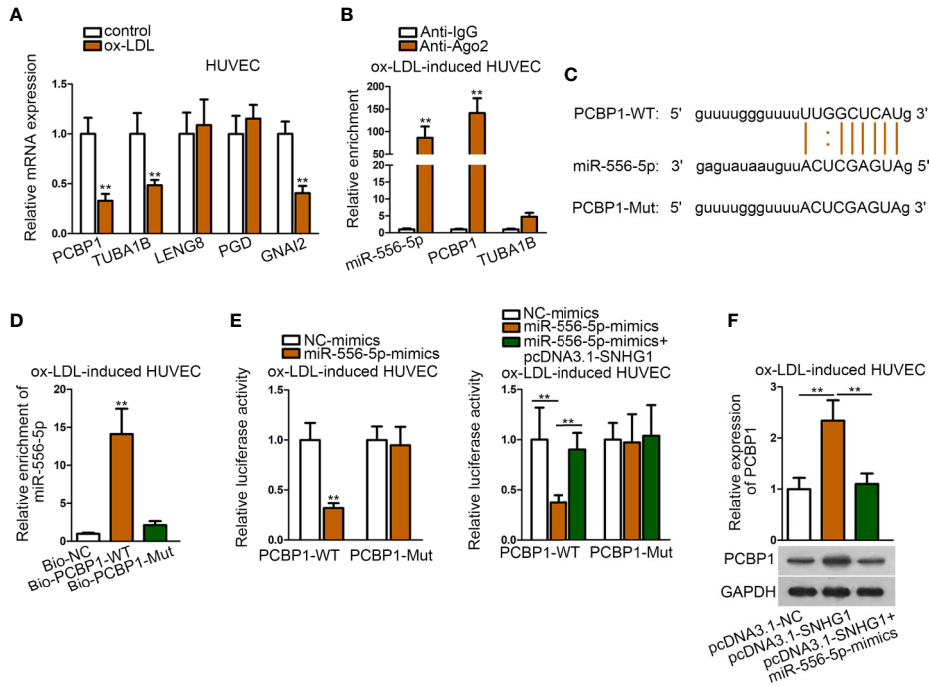 A
control
ox-LDL
HUVEC
Relative mRNA expression
1.5
1.0
0.5
0.0
**
**
**
PCBP1
TUBA1B
LENG8
PGD
GNAI2
B
Anti-IgG
Anti-Ago2
ox-LDL-induced HUVEC
Relative enrichment
200
150
100
50
20
15
10
5
0
**
**
miR-556-5p
PCBP1
TUBA1B
C
PCBP1-WT: 5' guuuuggguuuuUUGGCUCAUg 3'
miR-556-5p: 3' gaguauaauguuACUCGAGUAg 5'
PCBP1-Mut: 5' guuuuggguuuuACUCGAGUAg 3'
D
ox-LDL-induced HUVEC
Relative enrichment of
miR-556-5p
20
15
10
5
0
**
Bio-NC
Bio-PCBP1-WT
Bio-PCBP1-Mut
E
NC-mimics
miR-556-5p-mimics
ox-LDL-induced HUVEC
Relative luciferase activity
1.5
1.0
0.5
0.0
**
PCBP1-WT
PCBP1-Mut
NC-mimics
miR-556-5p-mimics
miR-556-5p-mimics+
pcDNA3.1-SNHG1
ox-LDL-induced HUVEC
Relative luciferase activity
1.5
1.0
0.5
0.0
**
**
PCBP1-WT
PCBP1-Mut
F
ox-LDL-induced HUVEC
Relative expression
of PCBP1
3
2
1
0
**
**
PCBP1
GAPDH
pcDNA3.1-NC
pcDNA3.1-SNHG1
pcDNA3.1-SNHG1+
miR-556-5p-mimics